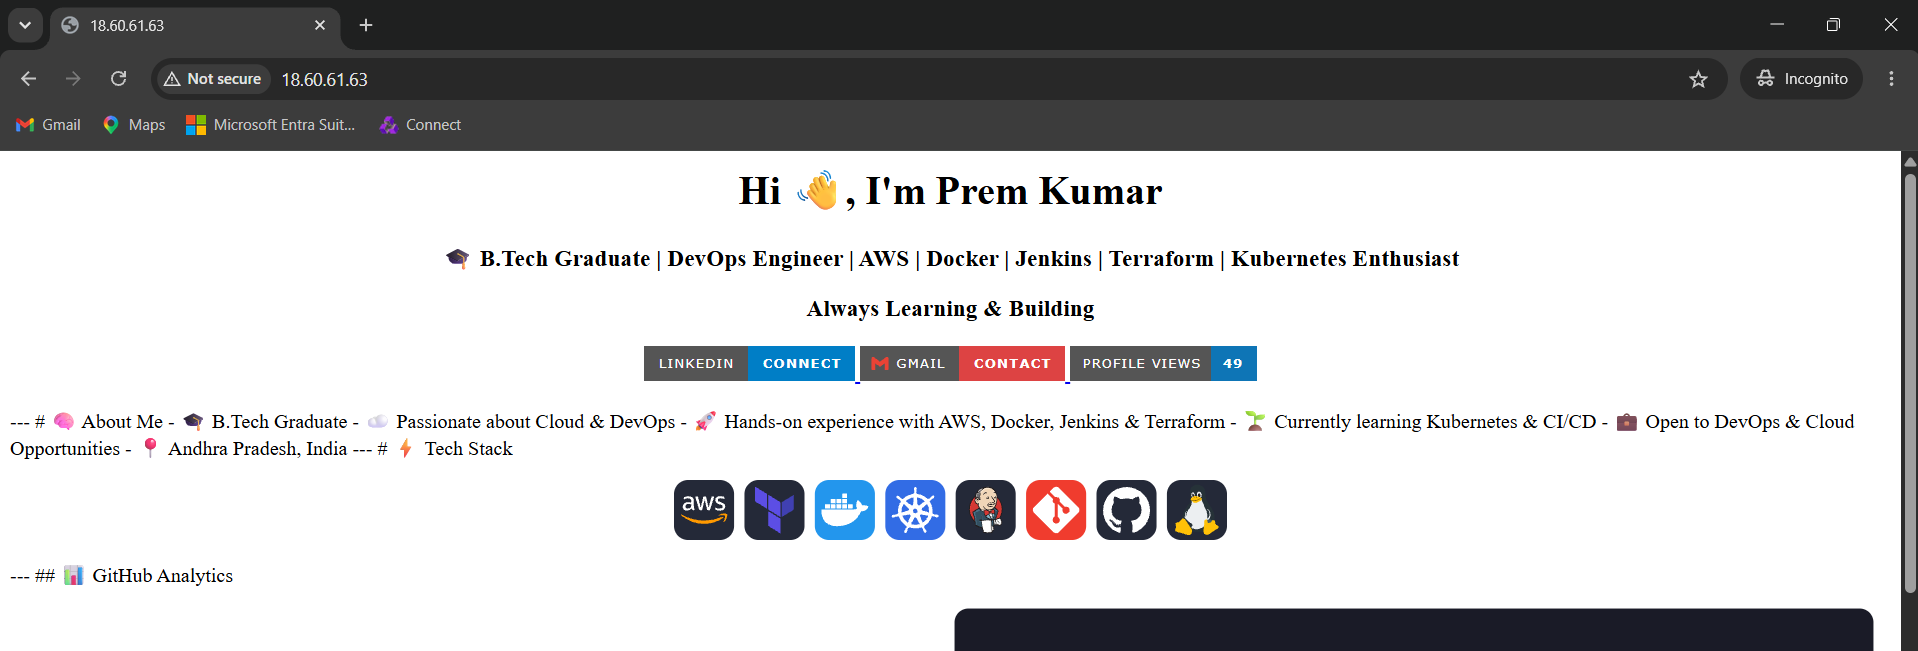 18.60.61.63
Not secure 18.60.61.63 Incognito
Gmail Maps Microsoft Entra Suit... Connect
Hi 👋, I'm Prem Kumar
🎓 B.Tech Graduate | DevOps Engineer | AWS | Docker | Jenkins | Terraform | Kubernetes Enthusiast
Always Learning & Building
LINKEDIN CONNECT GMAIL CONTACT PROFILE VIEWS 49
--- # 🧠 About Me - 🎓 B.Tech Graduate - ☁️ Passionate about Cloud & DevOps - 🚀 Hands-on experience with AWS, Docker, Jenkins & Terraform - 🌱 Currently learning Kubernetes & CI/CD - 💼 Open to DevOps & Cloud
Opportunities - 📍 Andhra Pradesh, India --- # ⚡ Tech Stack
aws
--- ## 📊 GitHub Analytics